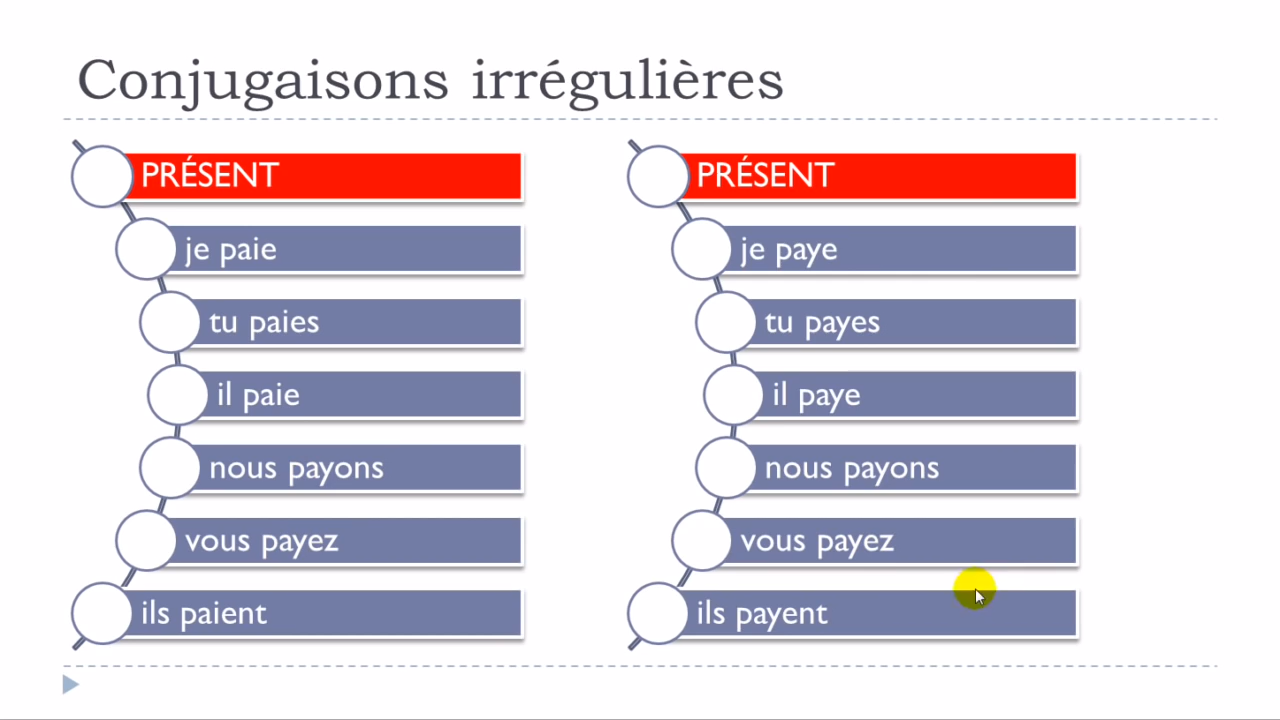 Conjugaisons irrégulières
PRÉSENT
je paie
tu paies
il paie
nous payons
vous payez
ils paient
PRÉSENT
je paye
tu payes
il paye
nous payons
vous payez
ils payent